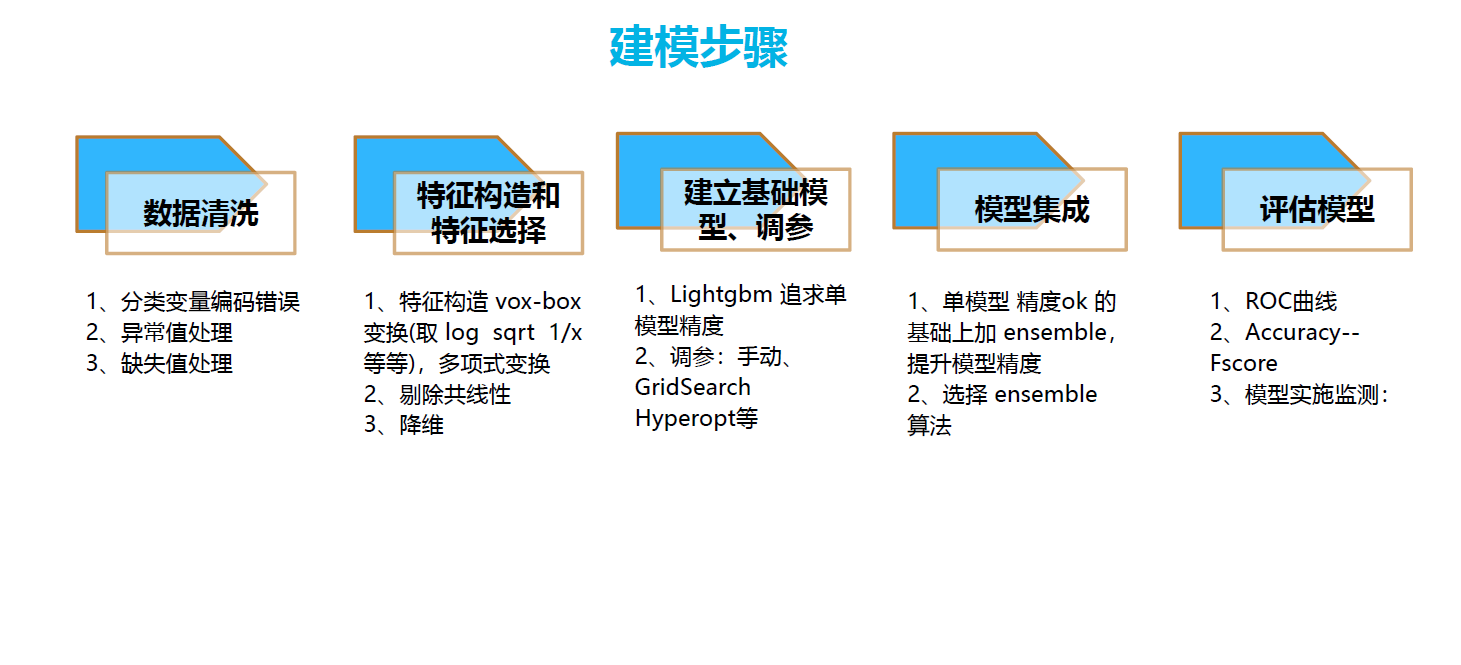 建模步骤
数据清洗
1、分类变量编码错误
2、异常值处理
3、缺失值处理
特征构造和
特征选择
1、特征构造 vox-box
变换(取 log sqrt 1/x
等等)，多项式变换
2、剔除共线性
3、降维
建立基础模
型、调参
1、Lightgbm 追求单
模型精度
2、调参：手动、
GridSearch
Hyperopt等
模型集成
1、单模型 精度ok 的
基础上加 ensemble，
提升模型精度
2、选择 ensemble
算法
评估模型
1、ROC曲线
2、Accuracy--
Fscore
3、模型实施监测：